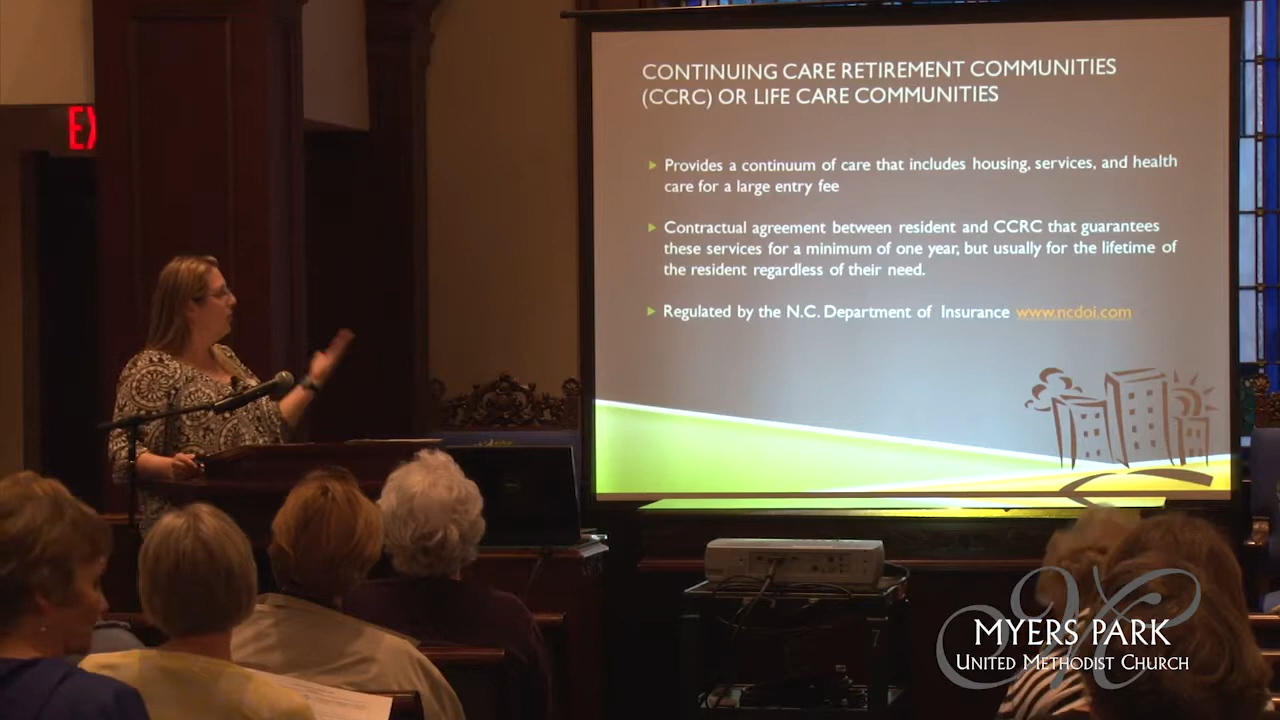 EX
CONTINUING CARE RETIREMENT COMMUNITIES
(CCRC) OR LIFE CARE COMMUNITIES
Provides a continuum of care that includes housing, services, and health
care for a large entry fee
Contractual agreement between resident and CCRC that guarantees
these services for a minimum of one year, but usually for the lifetime of
the resident regardless of their need.
Regulated by the N.C. Department of Insurance www.ncdoi.com
MYERS PARK
UNITED METHODIST CHURCH